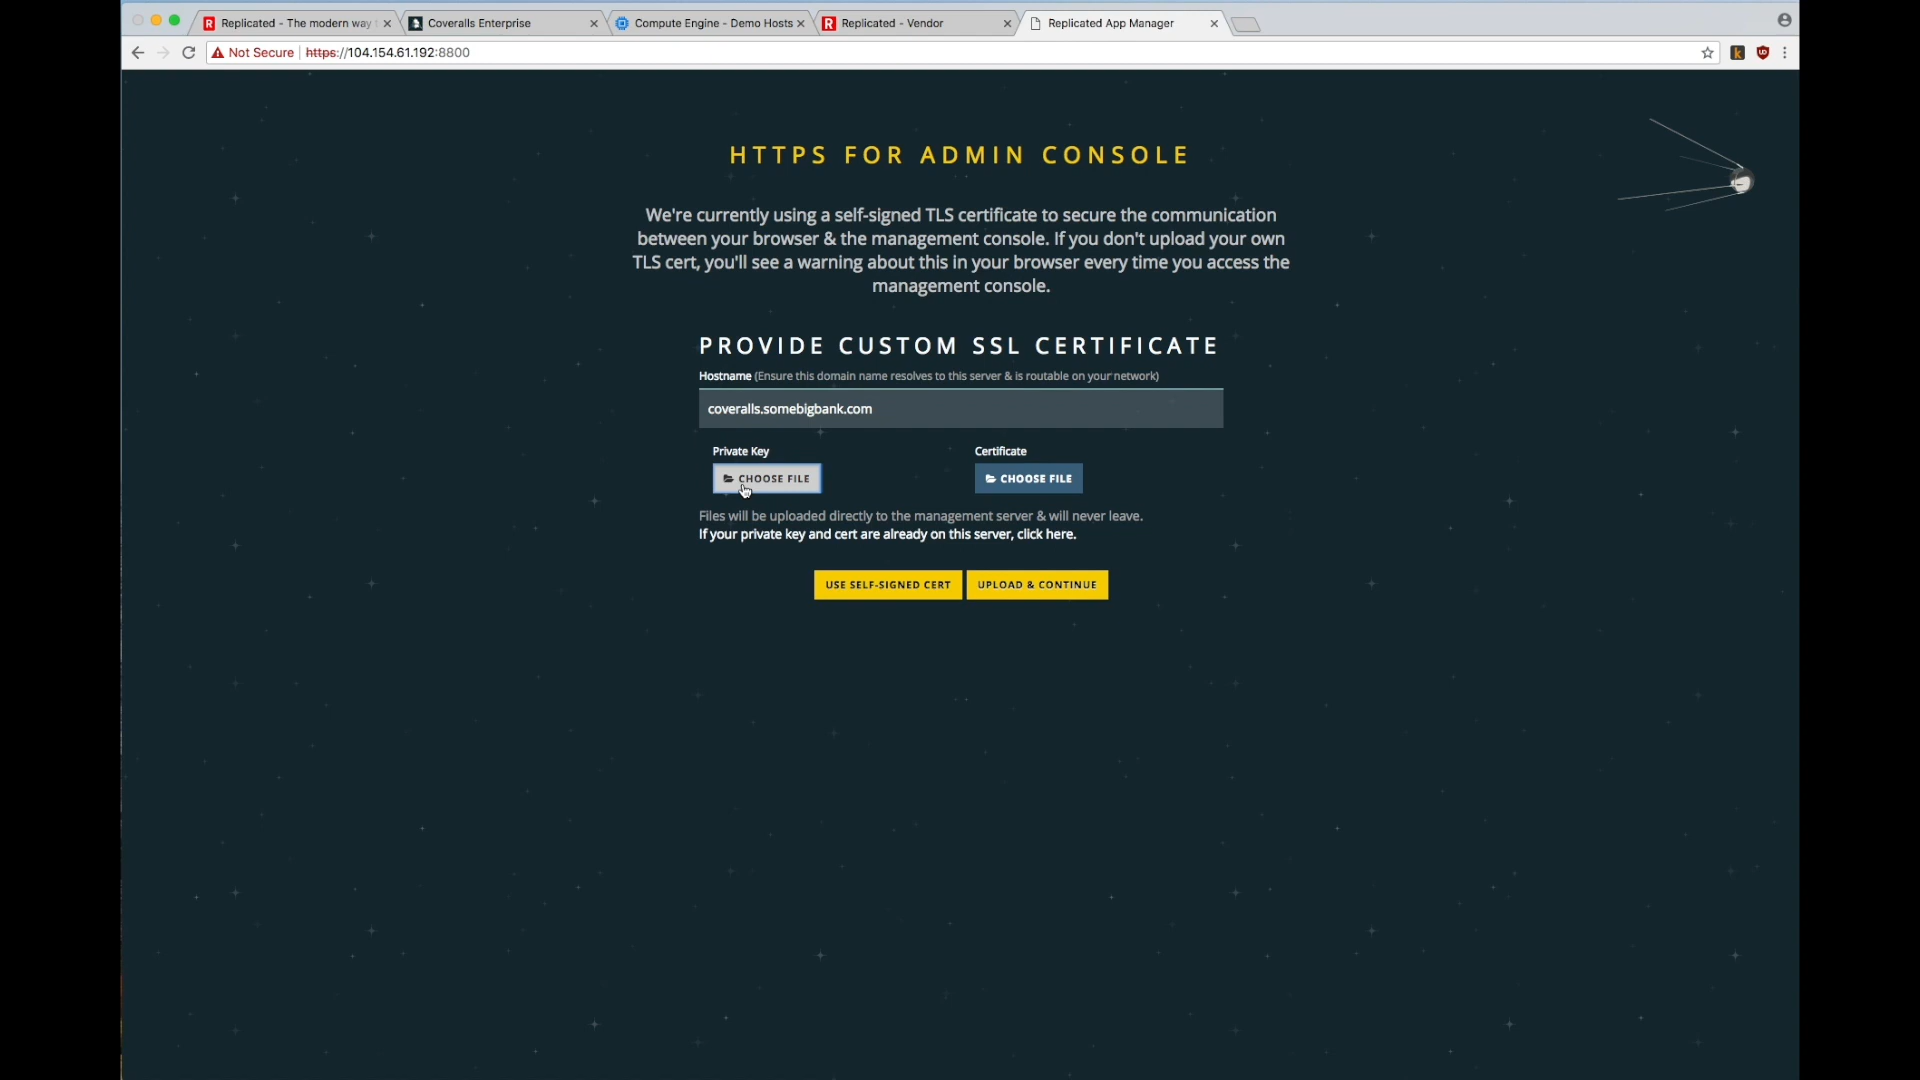 Replicated - The modern way
Coveralls Enterprise
Compute Engine - Demo Hosts
Replicated - Vendor
Replicated App Manager
Not Secure | https://104.154.61.192:8800
HTTPS FOR ADMIN CONSOLE
We're currently using a self-signed TLS certificate to secure the communication
between your browser & the management console. If you don't upload your own
TLS cert, you'll see a warning about this in your browser every time you access the
management console.
PROVIDE CUSTOM SSL CERTIFICATE
Hostname (Ensure this domain name resolves to this server & is routable on your network)
coveralls.somebigbank.com
Private Key
Certificate
CHOOSE FILE
CHOOSE FILE
Files will be uploaded directly to the management server & will never leave.
If your private key and cert are already on this server, click here.
USE SELF-SIGNED CERT
UPLOAD & CONTINUE